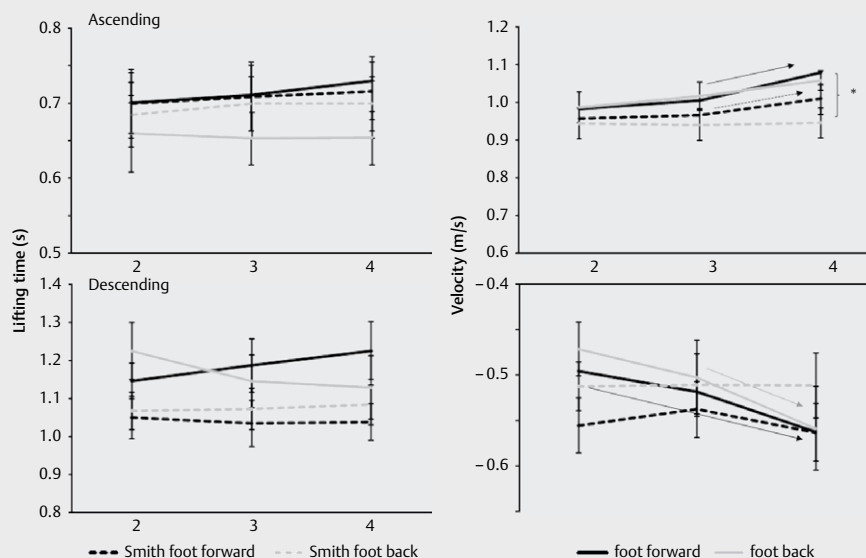 Ascending
Lifting time (s)
0.8
0.7
0.6
0.5
2 3 4
Velocity (m/s)
1.2
1.1
1.0
0.9
0.8
0.7
0.6
2 3 4
*
Descending
1.4
1.3
1.2
1.1
1.0
0.9
0.8
2 3 4
−0.4
−0.5
−0.6
Smith foot forward Smith foot back foot forward foot back